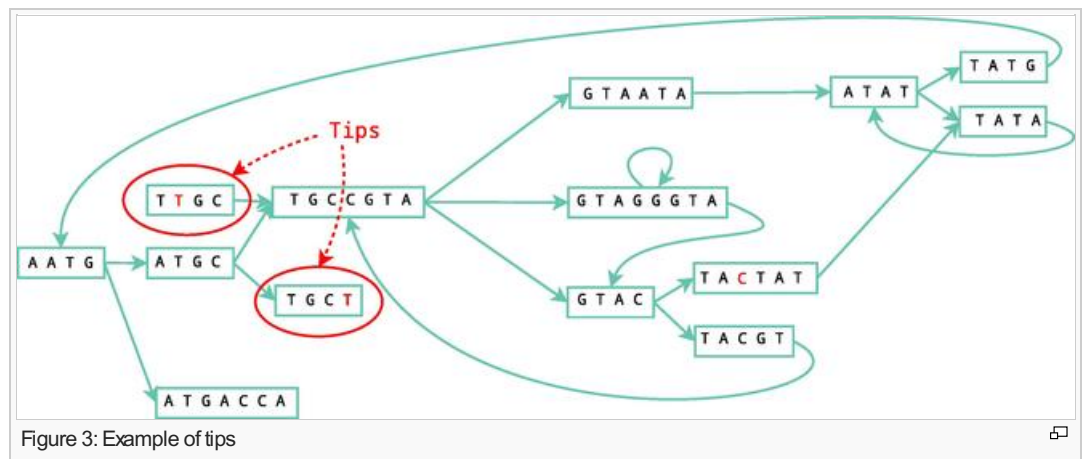 TATG
GTAATA
ATAT
TATA
Tips
TTGC
TGCCGTA
GTAGGGTA
AATG
ATGC
TACTAT
TGCT
GTAC
TACGT
ATGACCA
Figure 3: Example of tips